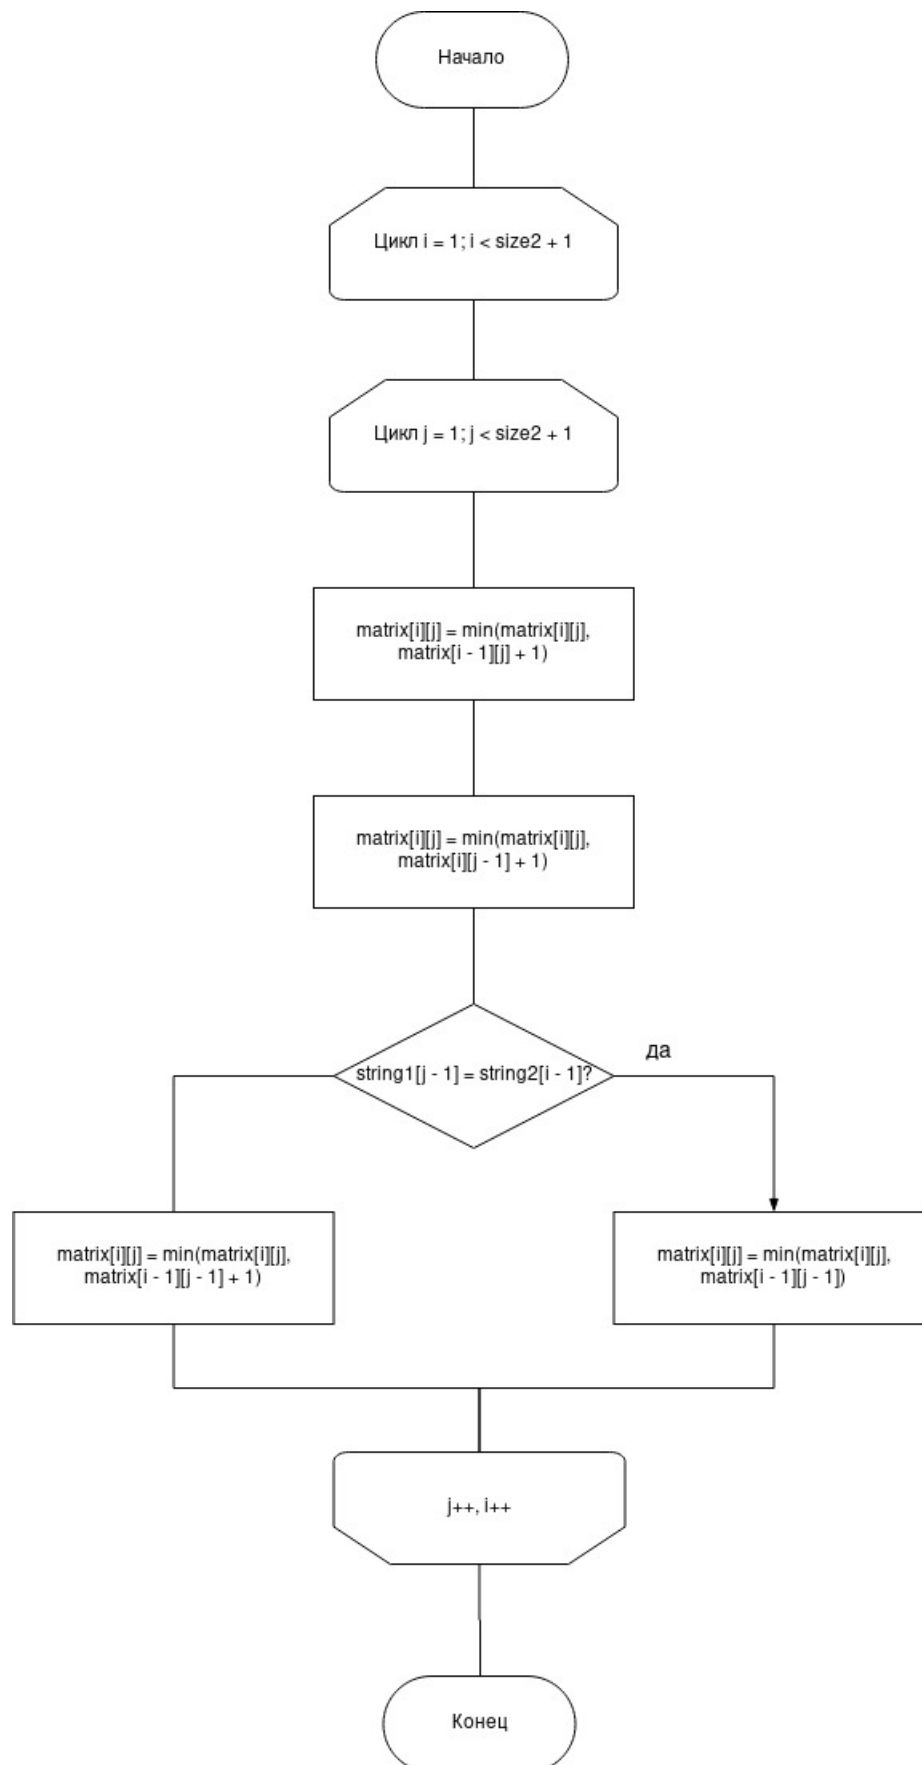 Начало
Цикл i = 1; i < size2 + 1
Цикл j = 1; j < size2 + 1
matrix[i][j] = min(matrix[i][j],
matrix[i - 1][j] + 1)
matrix[i][j] = min(matrix[i][j],
matrix[i][j - 1] + 1)
string1[j - 1] = string2[i - 1]?
да
matrix[i][j] = min(matrix[i][j],
matrix[i - 1][j - 1] + 1)
matrix[i][j] = min(matrix[i][j],
matrix[i - 1][j - 1])
j++, i++
Конец